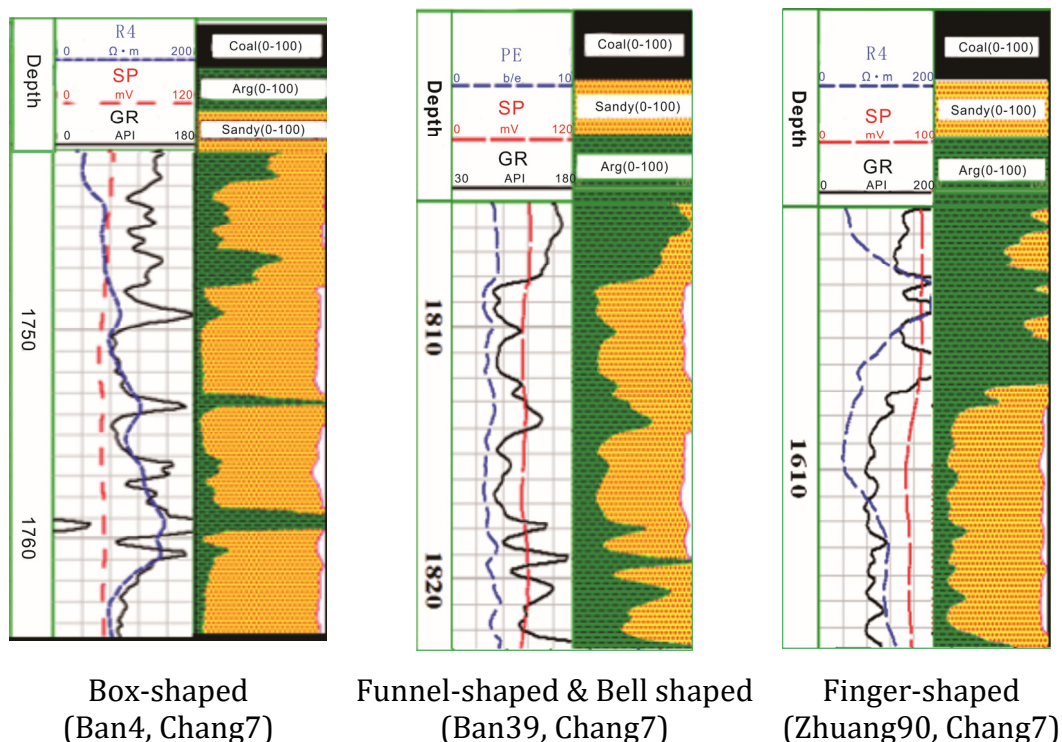 Depth
R4
0 Ω·m 200
SP
0 mV 120
GR
0 API 180
Coal(0-100)
Arg(0-100)
Sandy(0-100)
1750
1760
Box-shaped
(Ban4, Chang7)
Depth
PE
0 b/e 10
SP
0 mV 120
GR
30 API 180
Coal(0-100)
Sandy(0-100)
Arg(0-100)
1810
1820
Funnel-shaped & Bell shaped
(Ban39, Chang7)
Depth
R4
0 Ω·m 200
SP
0 mV 100
GR
0 API 200
Coal(0-100)
Sandy(0-100)
Arg(0-100)
1610
Finger-shaped
(Zhuang90, Chang7)